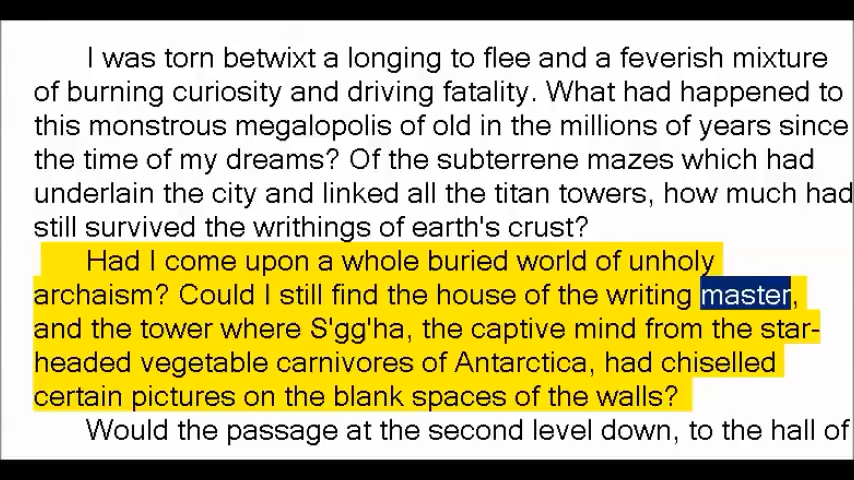 I was torn betwixt a longing to flee and a feverish mixture
of burning curiosity and driving fatality. What had happened to
this monstrous megalopolis of old in the millions of years since
the time of my dreams? Of the subterrene mazes which had
underlain the city and linked all the titan towers, how much had
still survived the writhings of earth's crust?
Had I come upon a whole buried world of unholy
archaism? Could I still find the house of the writing master,
and the tower where S'gg'ha, the captive mind from the star-
headed vegetable carnivores of Antarctica, had chiselled
certain pictures on the blank spaces of the walls?
Would the passage at the second level down, to the hall of